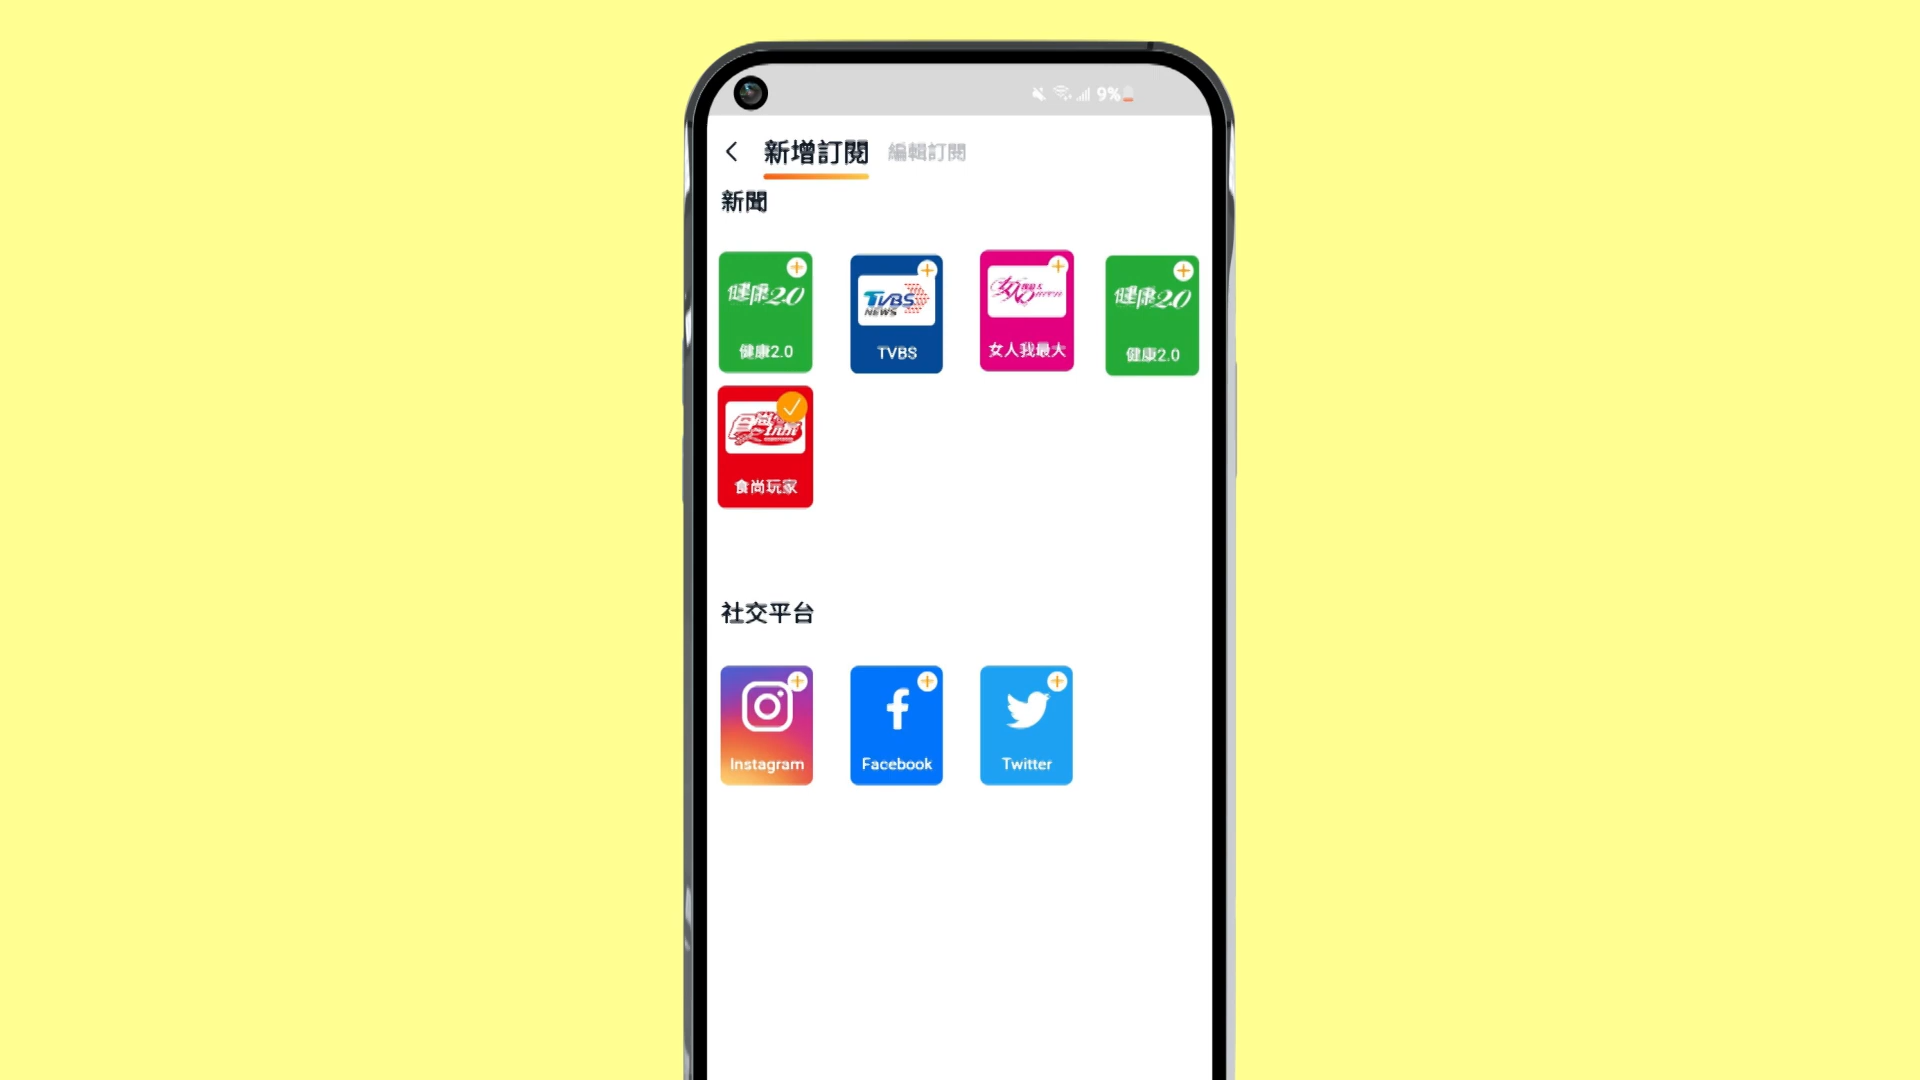 9%
新增訂閱 編輯訂閱
新聞
健康2.0
健康2.0
TVBS
NEWS
TVBS
女人我最大
健康2.0
健康2.0
食尚玩家
食尚玩家
社交平台
Instagram
Facebook
Twitter